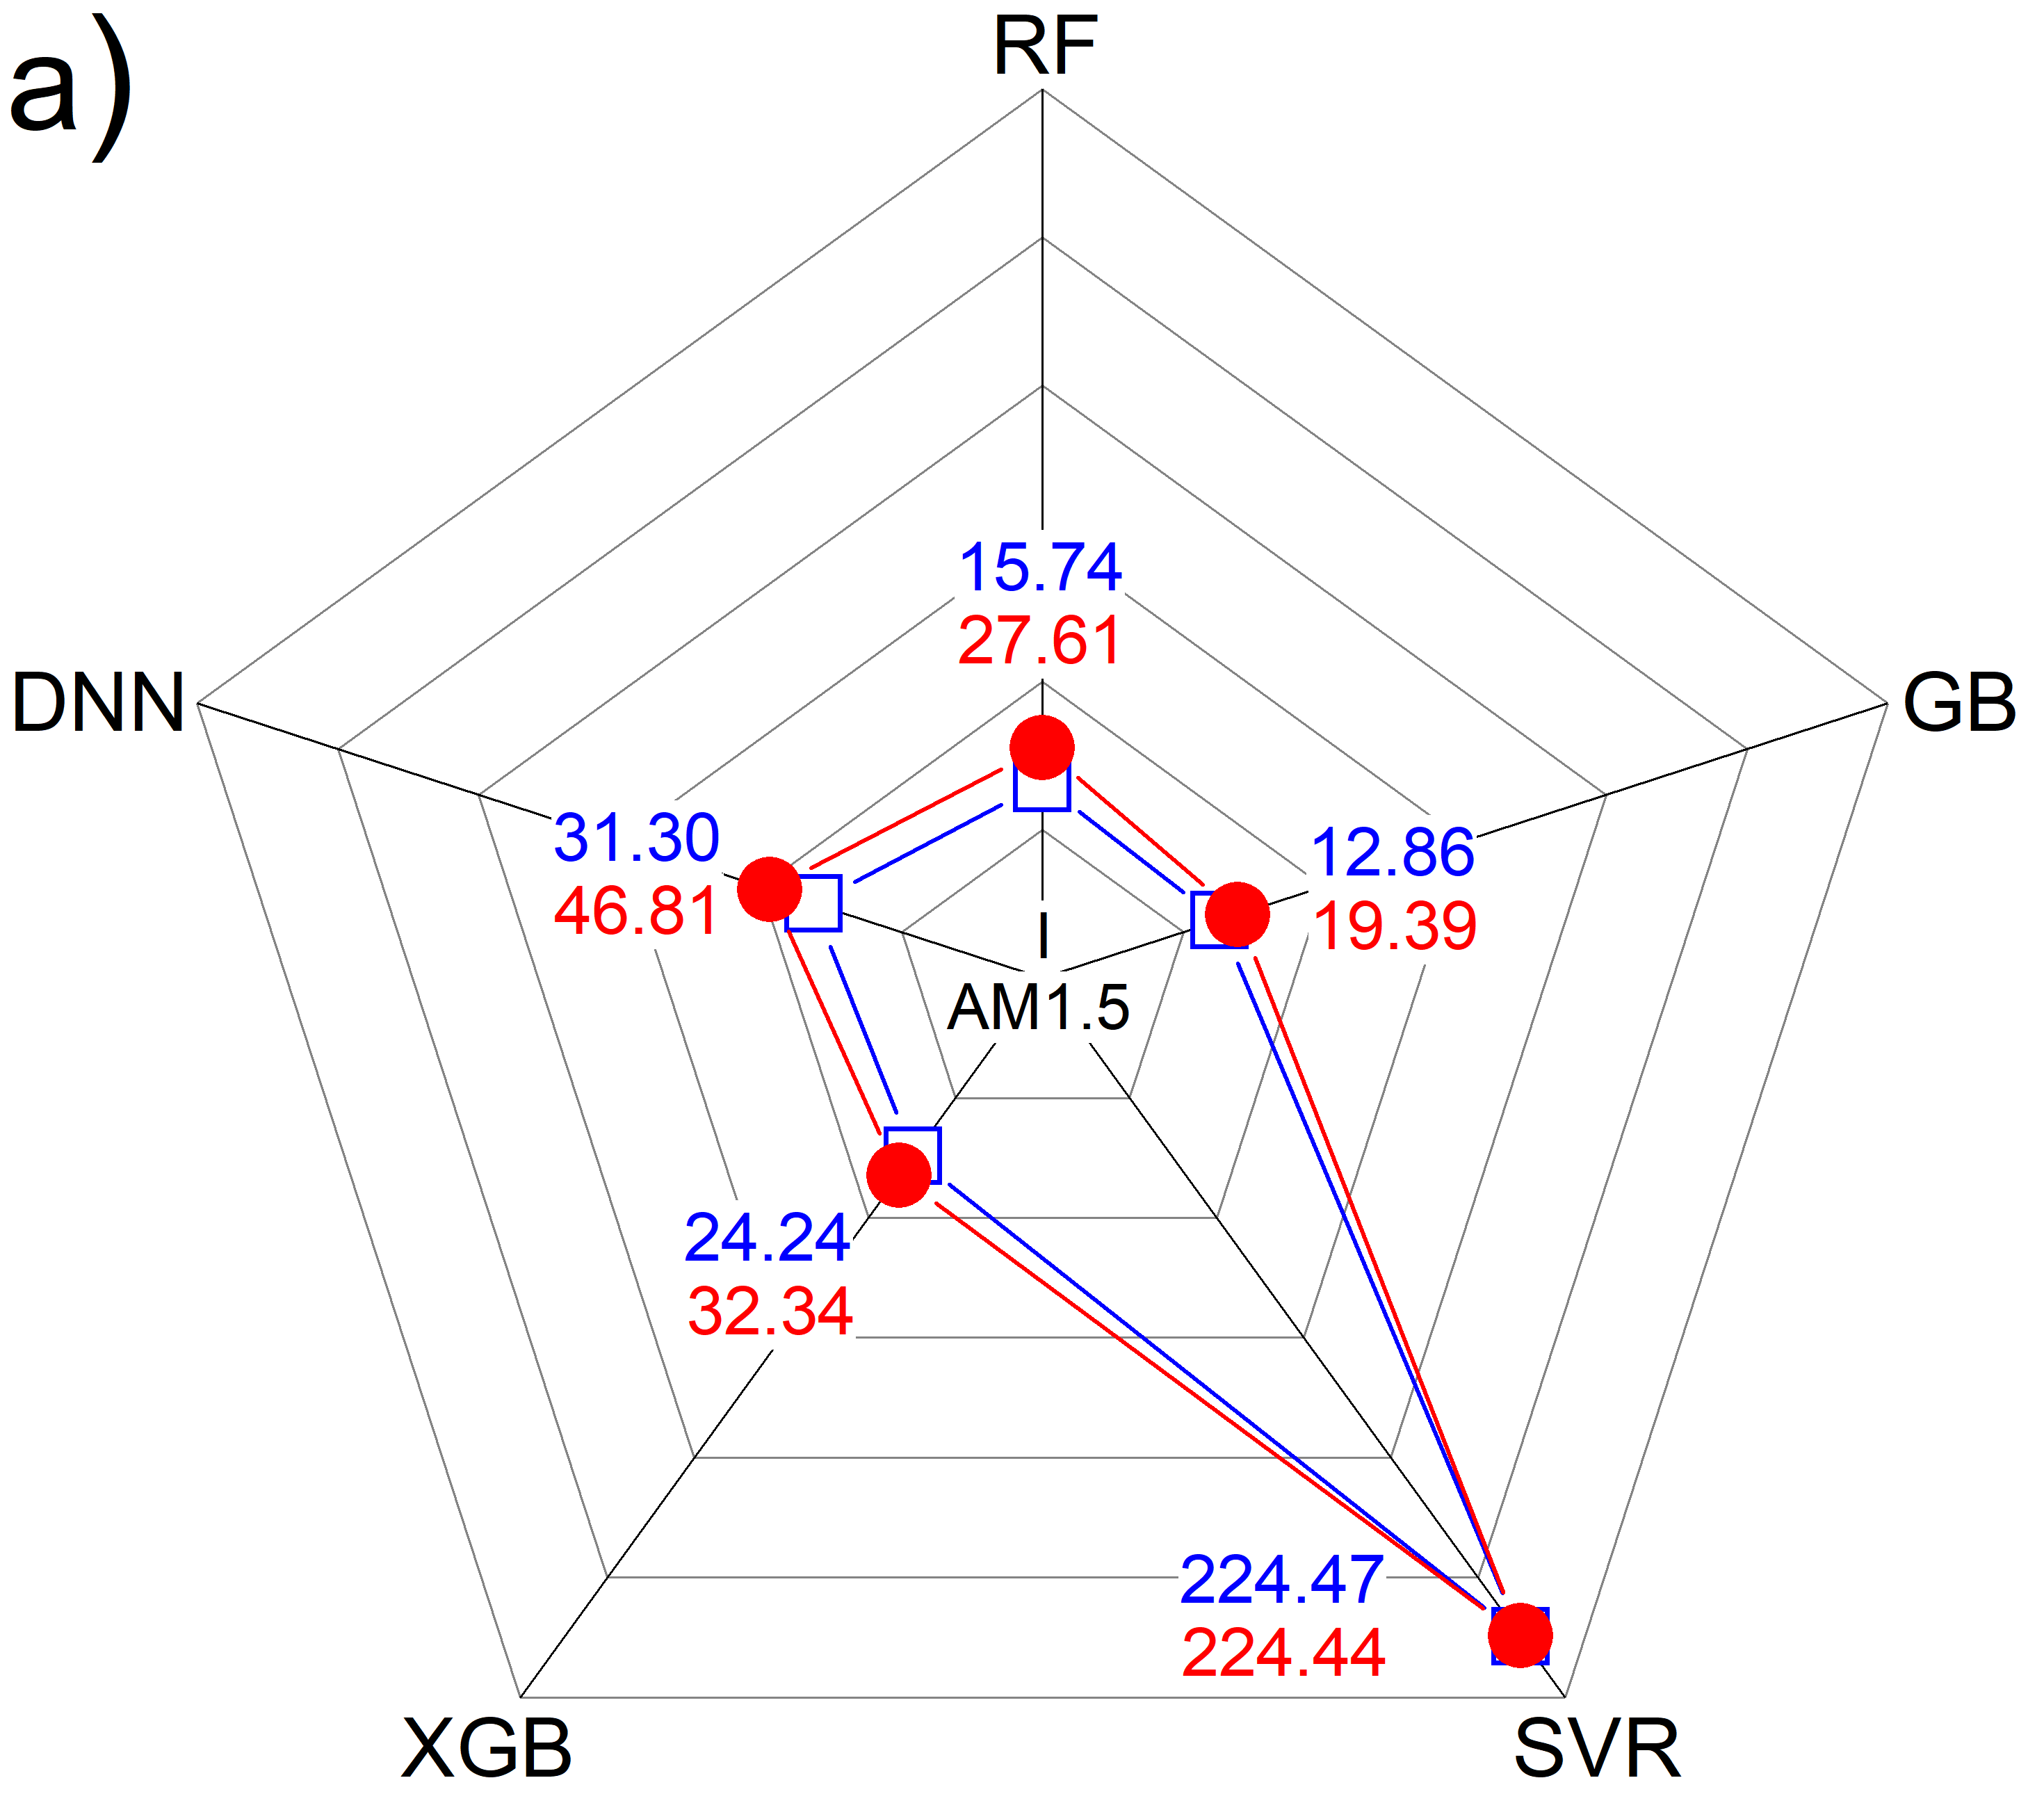 a)
RF
15.74
27.61
DNN
GB
31.30
46.81
12.86
19.39
I
AM1.5
24.24
32.34
224.47
224.44
XGB
SVR